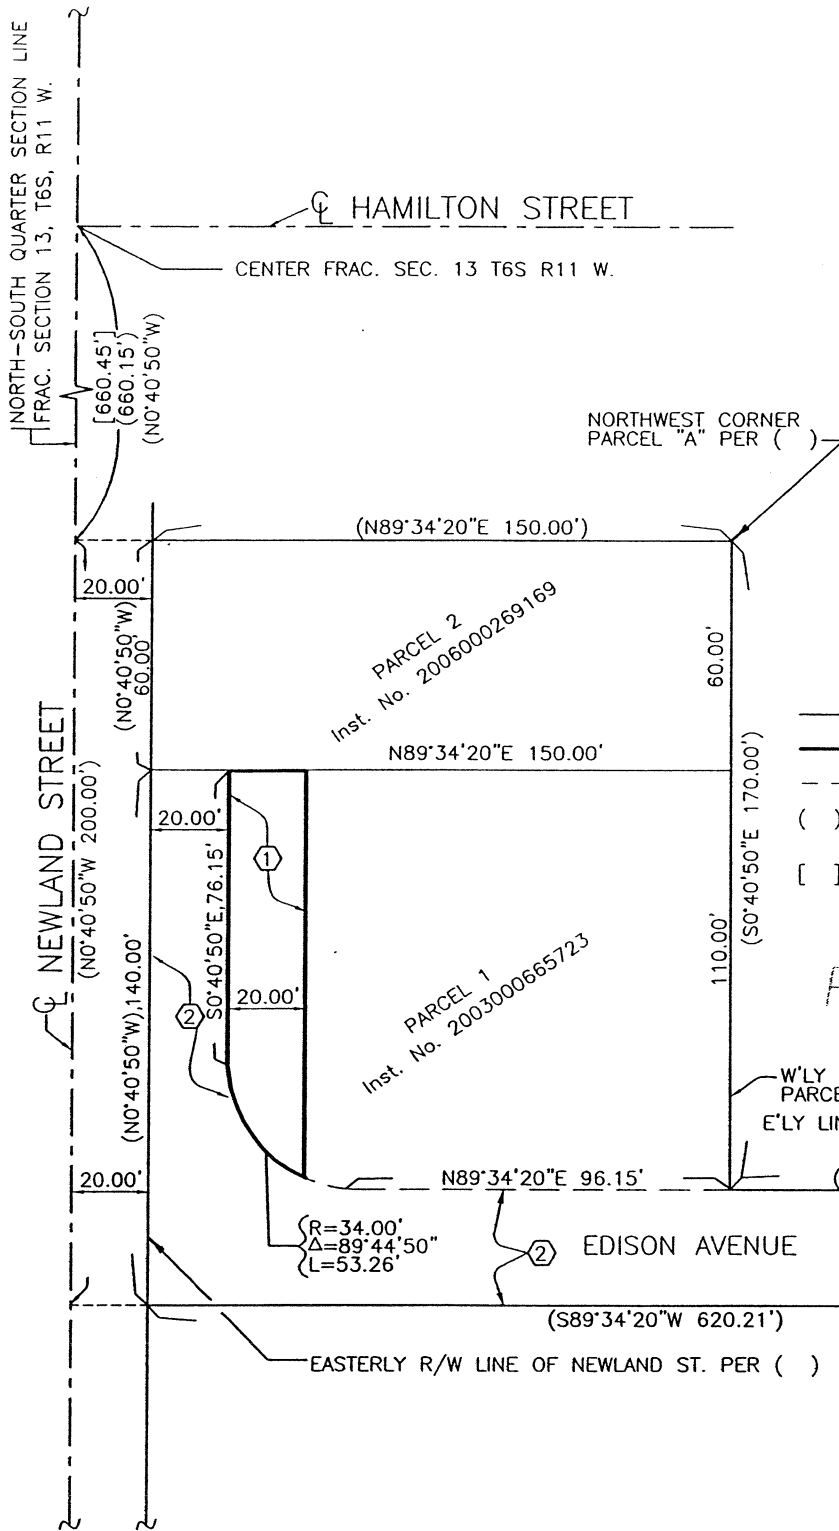 NORTH-SOUTH QUARTER SECTION LINE
FRAC. SECTION 13, T6S, R11 W.
℄ HAMILTON STREET
CENTER FRAC. SEC. 13 T6S R11 W.
[660.45']
(660.15')
(N0°40'50"W)
NORTHWEST CORNER
PARCEL "A" PER ( )
(N89°34'20"E 150.00')
20.00'
(N0°40'50"W)
60.00'
PARCEL 2
Inst. No. 2006000269169
60.00'
N89°34'20"E 150.00'
℄ NEWLAND STREET
(N0°40'50"W 200.00')
20.00'
(S0°40'50"E 170.00')
( )
[ ]
1
S0°40'50"E,76.15'
(N0°40'50"W),140.00'
2
20.00'
PARCEL 1
Inst. No. 2003000665723
110.00'
W'LY
PARCE
E'LY LIN
20.00'
N89°34'20"E 96.15'
(
R=34.00'
Δ=89°44'50"
L=53.26'
2
EDISON AVENUE
(S89°34'20"W 620.21')
EASTERLY R/W LINE OF NEWLAND ST. PER ( )